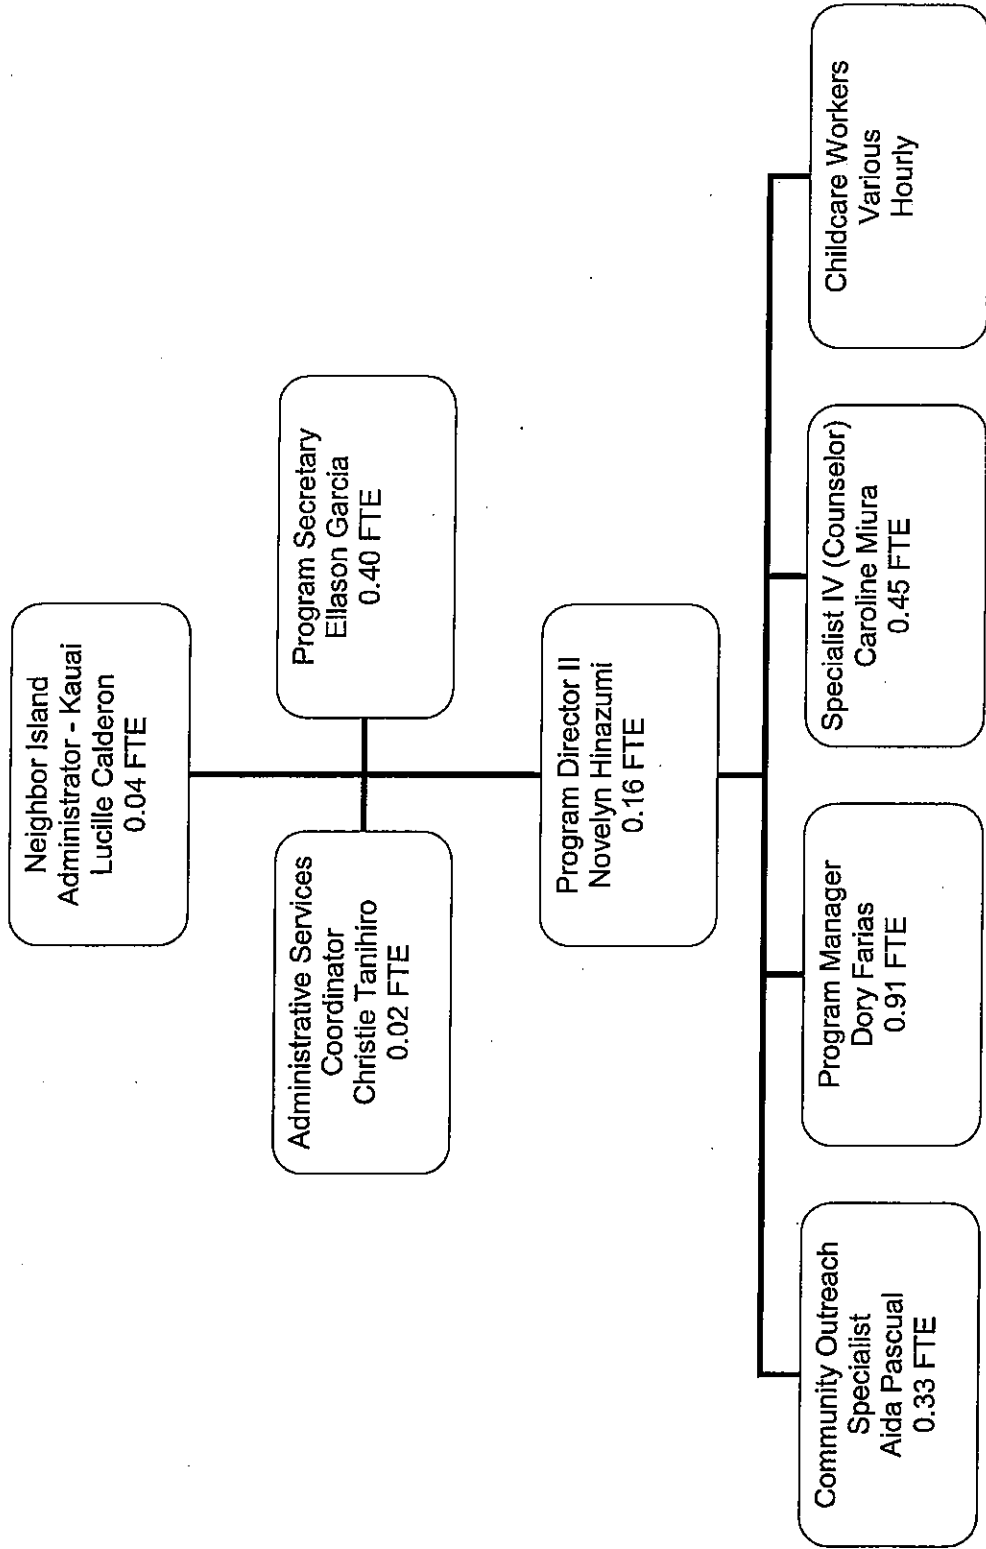 Neighbor Island
Administrator - Kauai
Lucille Calderon
0.04 FTE
Administrative Services
Coordinator
Christie Tanihiro
0.02 FTE
Program Secretary
Ellason Garcia
0.40 FTE
Program Director II
Novelyn Hinazumi
0.16 FTE
Community Outreach
Specialist
Aida Pascual
0.33 FTE
Program Manager
Dory Farias
0.91 FTE
Specialist IV (Counselor)
Caroline Miura
0.45 FTE
Childcare Workers
Various
Hourly